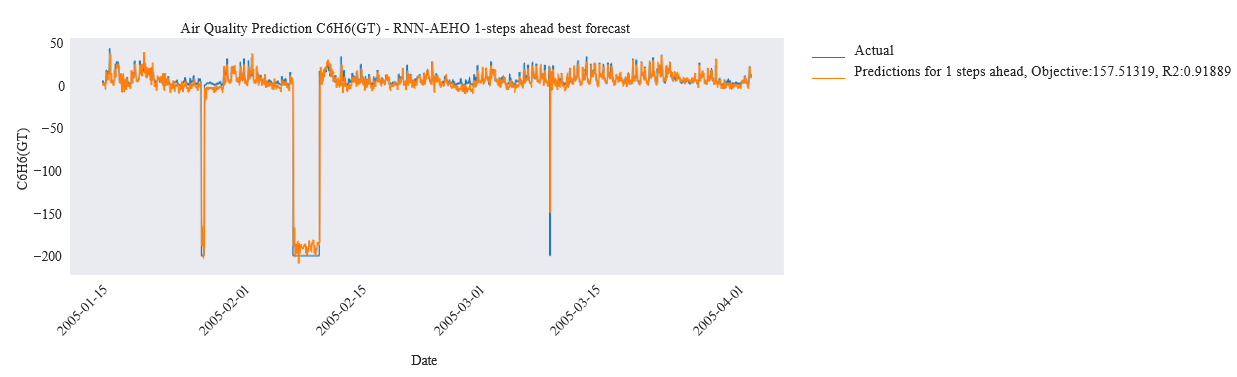 Air Quality Prediction C6H6(GT) - RNN-AEHO 1-steps ahead best forecast
Actual
Predictions for 1 steps ahead, Objective:157.51319, R2:0.91889
C6H6(GT)
50
0
−50
−100
−150
−200
2005-01-15
2005-02-01
2005-02-15
2005-03-01
2005-03-15
2005-04-01
Date